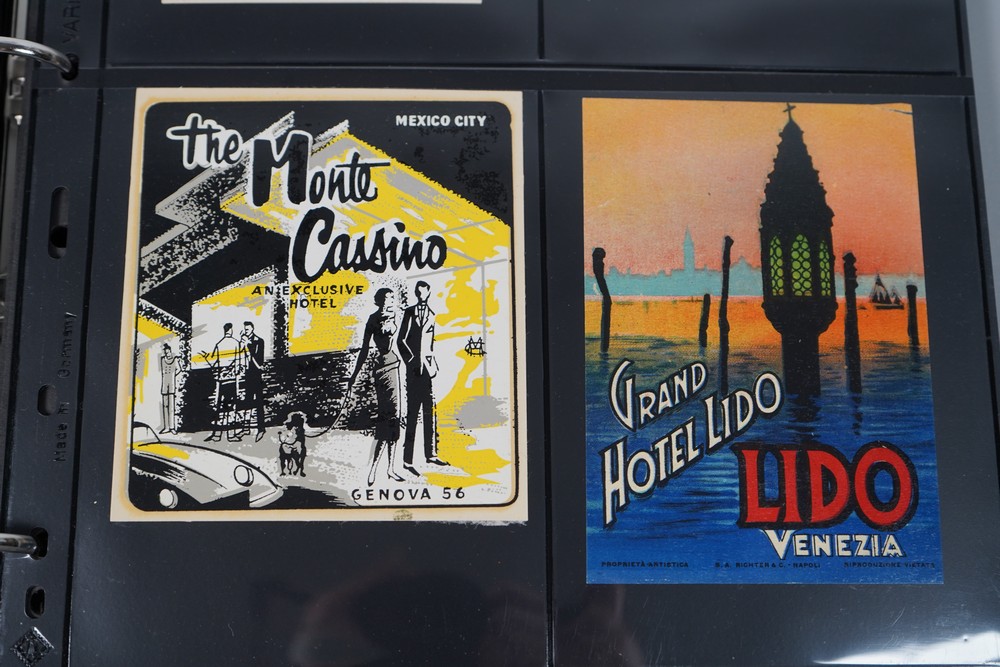 MEXICO CITY
the
Monte
Cassino
AN EXCLUSIVE
HOTEL
GENOVA 56
GRAND
HOTEL LIDO
LIDO
VENEZIA
PROPRIETÀ ARTISTICA R.A. RICHTER & C. - NAPOLI RIPRODUZIONE VIETATA
Made in Germany
VARI